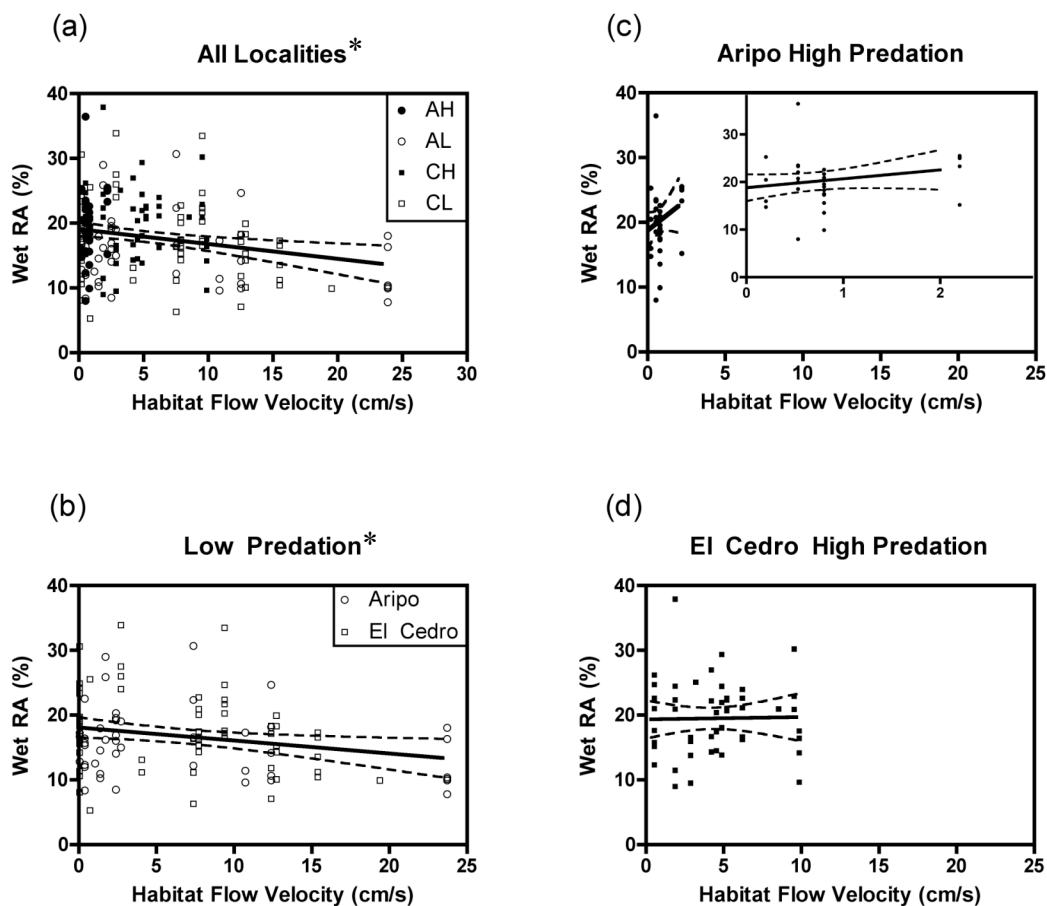 (a)
All Localities*
Wet RA (%)
40
30
20
10
0
AH
AL
CH
CL
0 5 10 15 20 25 30
Habitat Flow Velocity (cm/s)
(c)
Aripo High Predation
Wet RA (%)
40
30
20
10
0
30
20
10
0
0 1 2
0 5 10 15 20 25
Habitat Flow Velocity (cm/s)
(b)
Low Predation*
Wet RA (%)
40
30
20
10
0
Aripo
El Cedro
0 5 10 15 20 25
Habitat Flow Velocity (cm/s)
(d)
El Cedro High Predation
Wet RA (%)
40
30
20
10
0
0 5 10 15 20 25
Habitat Flow Velocity (cm/s)